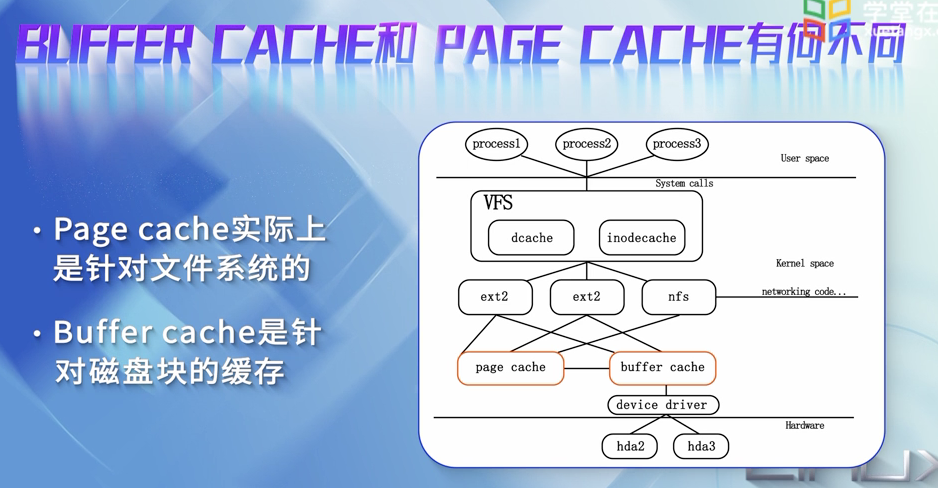 BUFFER CACHE和 PAGE CACHE有何不同
学堂在
xuetangx.c
• Page cache实际上
是针对文件系统的
• Buffer cache是针
对磁盘块的缓存
process1 process2 process3
User space
System calls
VFS
dcache inodecache
Kernel space
ext2 ext2 nfs
networking code...
page cache buffer cache
device driver
Hardware
hda2 hda3